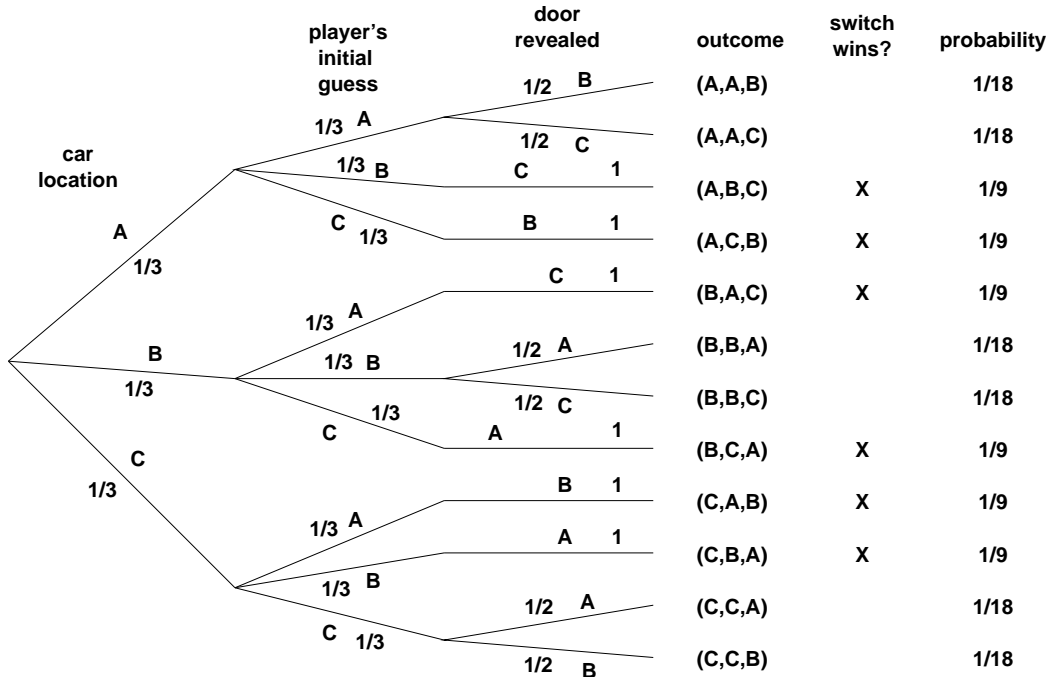 player's
initial
guess
door
revealed
outcome
switch
wins?
probability
car
location
1/2 B
(A,A,B) 1/18
1/3 A
1/2 C
(A,A,C) 1/18
1/3 B
C 1
(A,B,C) X 1/9
C 1/3
B 1
(A,C,B) X 1/9
A
1/3
C 1
(B,A,C) X 1/9
1/3 A
1/2 A
(B,B,A) 1/18
B
1/3
1/3 B
1/2 C
(B,B,C) 1/18
C 1/3
A 1
(B,C,A) X 1/9
C
1/3
B 1
(C,A,B) X 1/9
1/3 A
A 1
(C,B,A) X 1/9
1/3 B
1/2 A
(C,C,A) 1/18
C 1/3
1/2 B
(C,C,B) 1/18